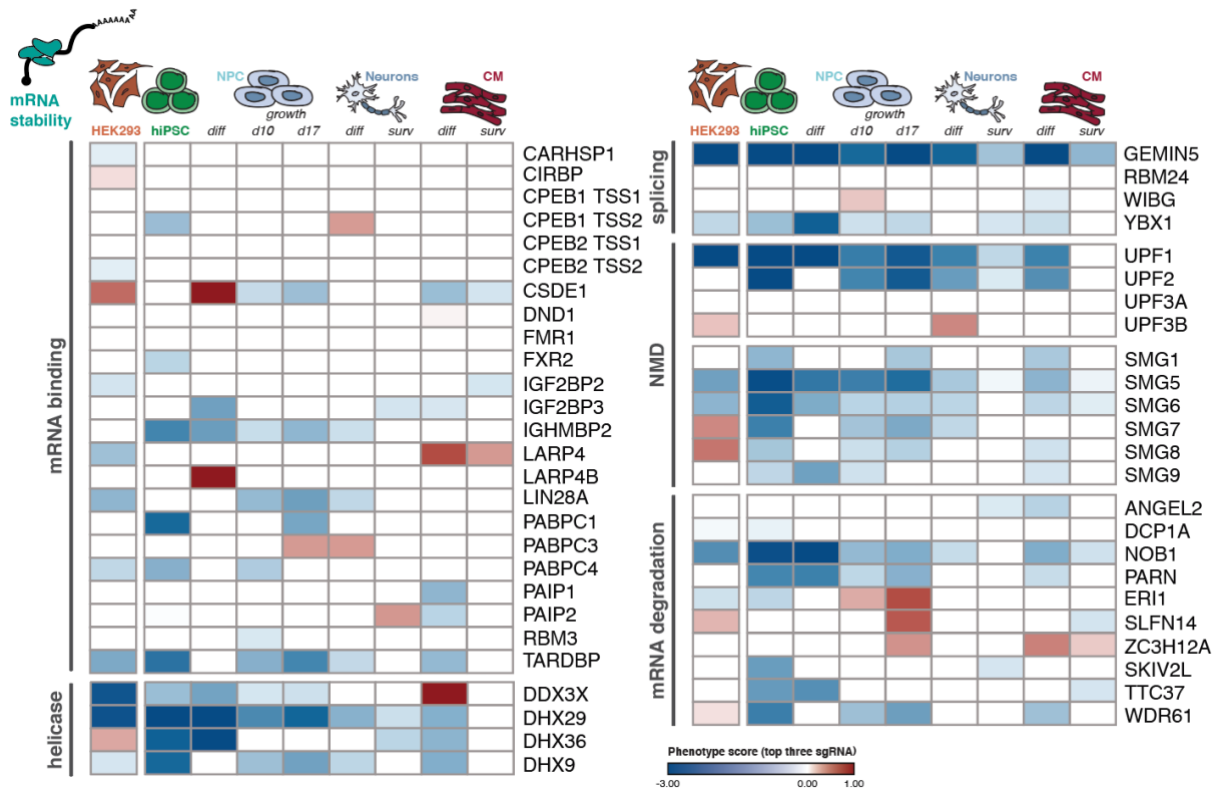 AAAAAAA
mRNA
stability
NPC
Neurons
CM
growth
HEK293 hiPSC diff d10 d17 diff surv diff surv
mRNA binding
CARHSP1
CIRBP
CPEB1 TSS1
CPEB1 TSS2
CPEB2 TSS1
CPEB2 TSS2
CSDE1
DND1
FMR1
FXR2
IGF2BP2
IGF2BP3
IGHMBP2
LARP4
LARP4B
LIN28A
PABPC1
PABPC3
PABPC4
PAIP1
PAIP2
RBM3
TARDBP
helicase
DDX3X
DHX29
DHX36
DHX9
NPC
Neurons
CM
growth
HEK293 hiPSC diff d10 d17 diff surv diff surv
splicing
GEMIN5
RBM24
WIBG
YBX1
NMD
UPF1
UPF2
UPF3A
UPF3B
SMG1
SMG5
SMG6
SMG7
SMG8
SMG9
mRNA degradation
ANGEL2
DCP1A
NOB1
PARN
ERI1
SLFN14
ZC3H12A
SKIV2L
TTC37
WDR61
Phenotype score (top three sgRNA)
-3.00 0.00 1.00